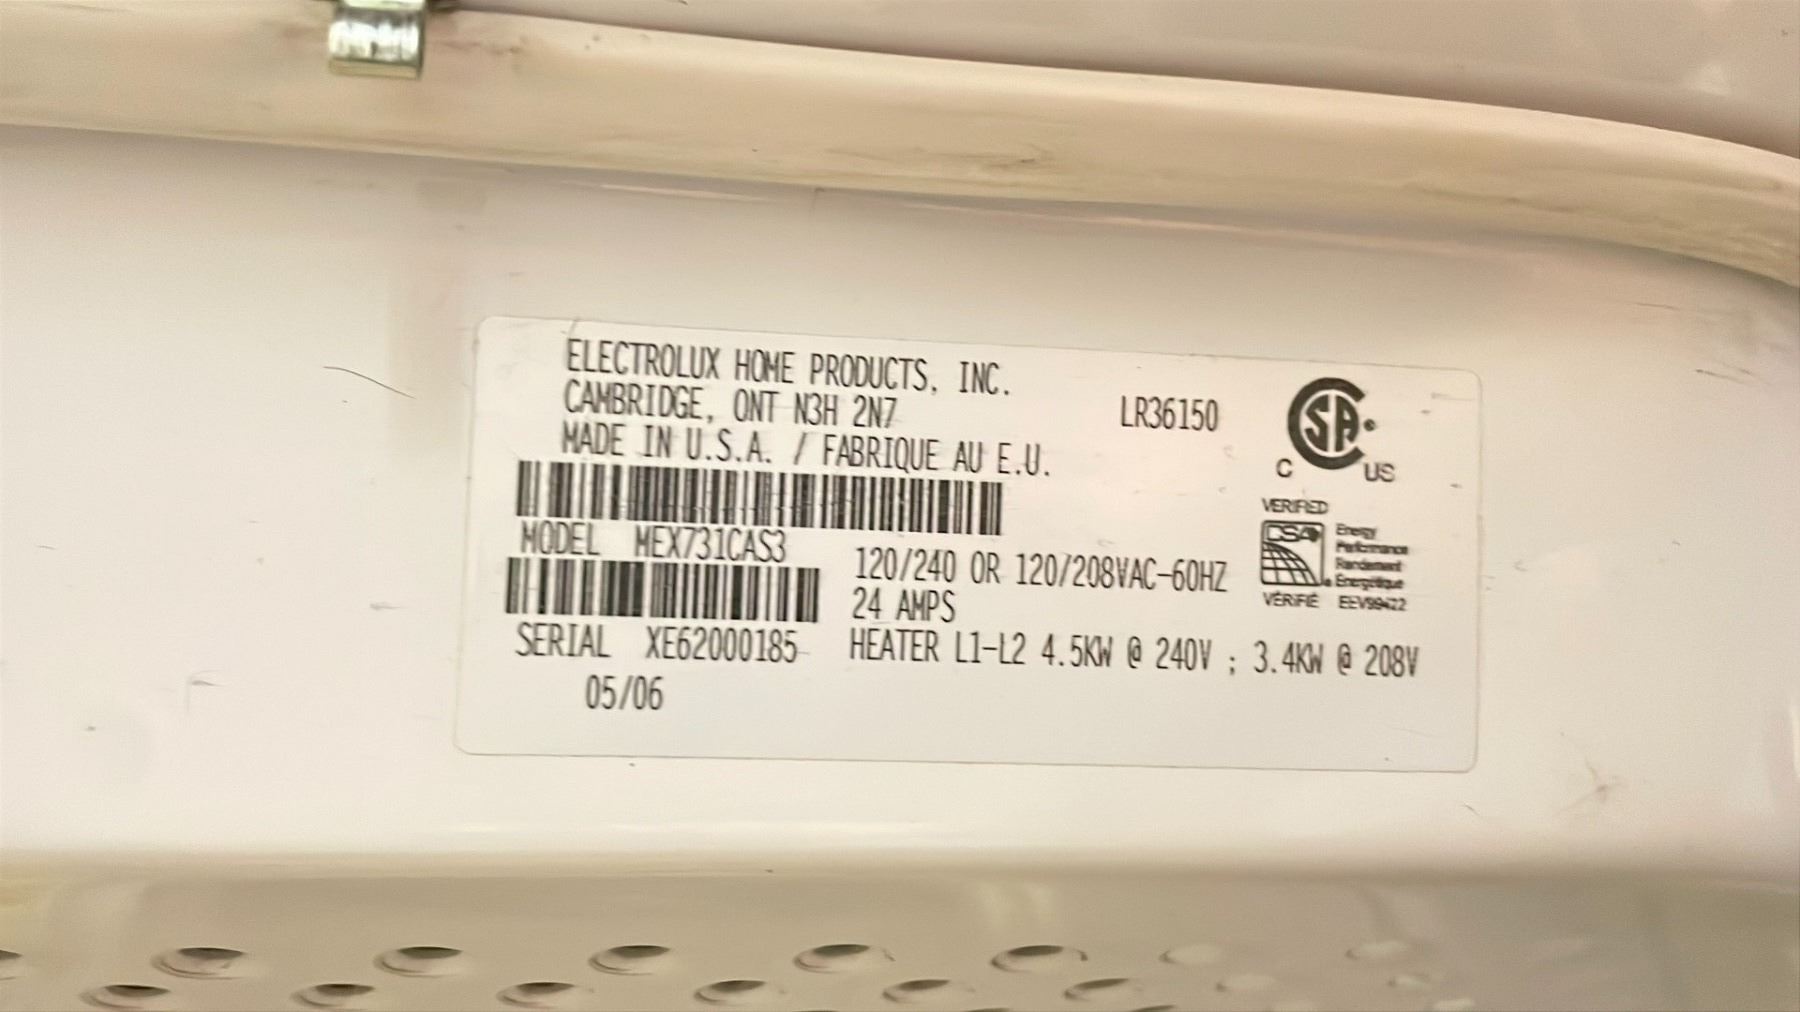 ELECTROLUX HOME PRODUCTS, INC.
CAMBRIDGE, ONT N3H 2N7
MADE IN U.S.A. / FABRIQUE AU E.U.
LR36150
SA
C US
MODEL MEX731CAS3
SERIAL XE62000185
05/06
120/240 OR 120/208VAC-60HZ
24 AMPS
HEATER L1-L2 4.5KW @ 240V ; 3.4KW @ 208V
VERIFIED
CSA
Energy
Performance
Rendement
Énergétique
VÉRIFIÉ EEV99422